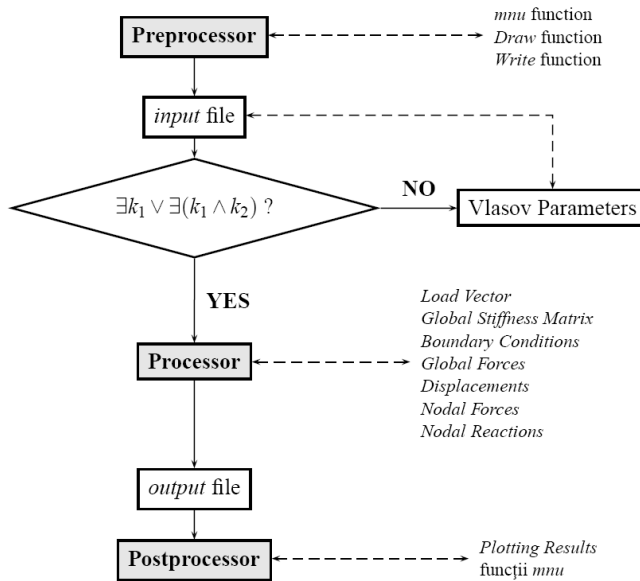 Preprocessor
mnu function
Draw function
Write function
input file
∃k₁ ∨ ∃(k₁ ∧ k₂) ?
NO
Vlasov Parameters
YES
Processor
Load Vector
Global Stiffness Matrix
Boundary Conditions
Global Forces
Displacements
Nodal Forces
Nodal Reactions
output file
Postprocessor
Plotting Results
funcții mnu